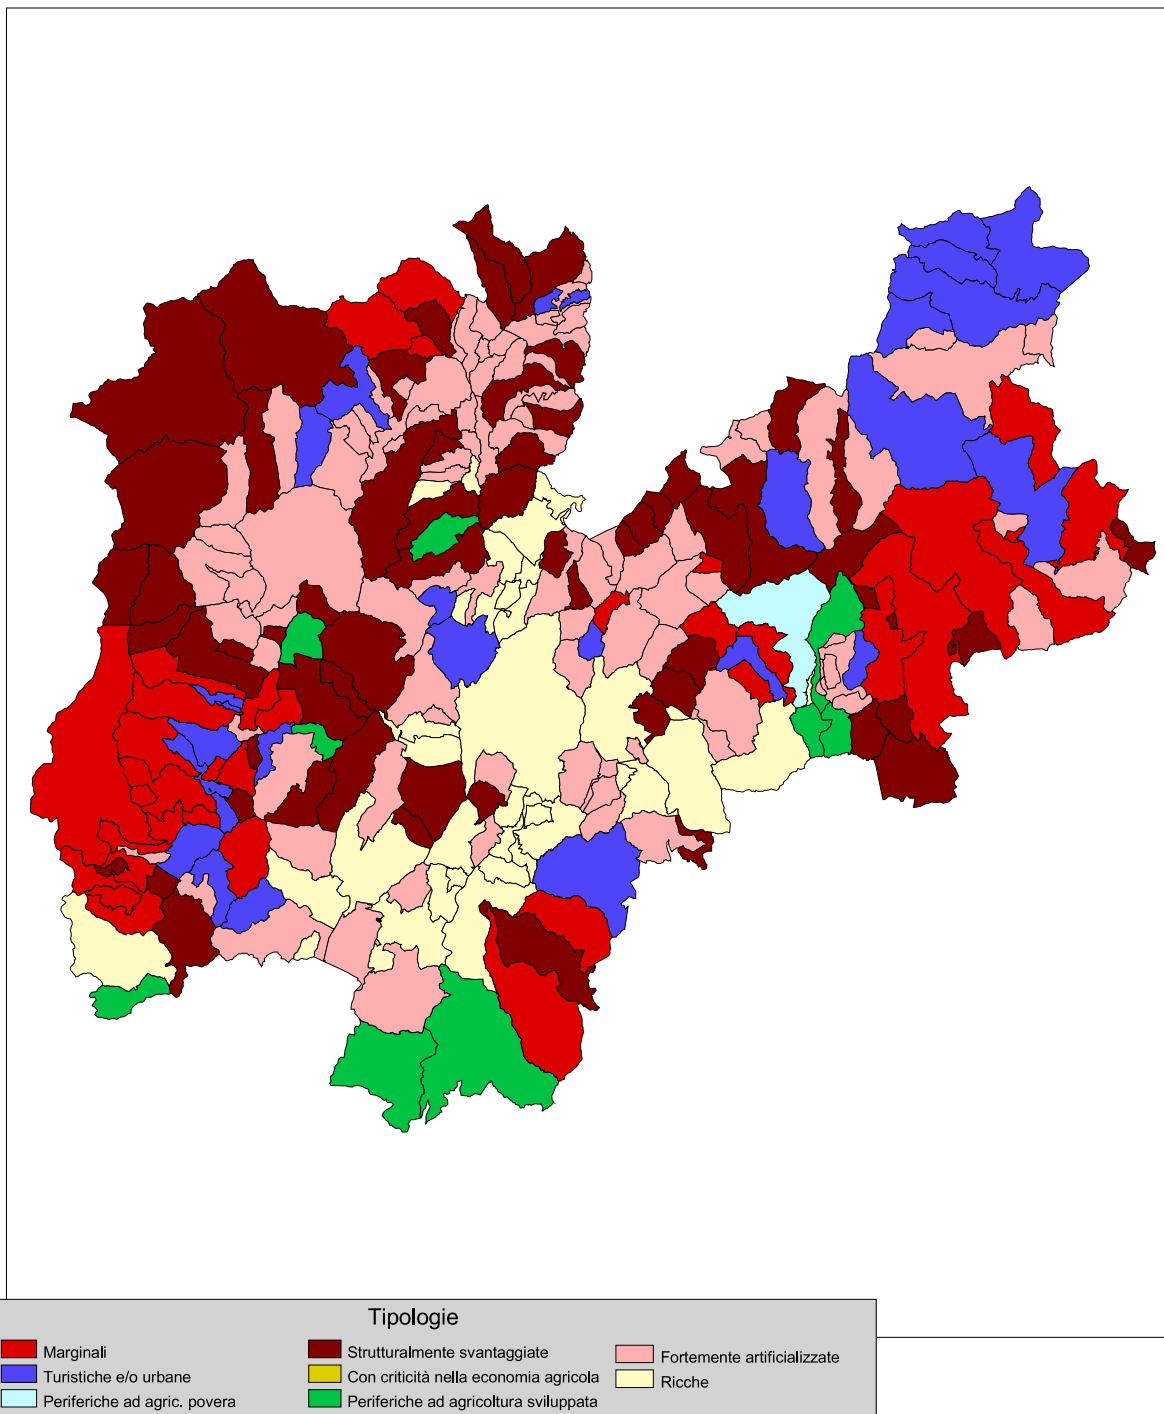 Tipologie
Marginali
Turistiche e/o urbane
Periferiche ad agric. povera
Strutturalmente svantaggiate
Con criticità nella economia agricola
Periferiche ad agricoltura sviluppata
Fortemente artificializzate
Ricche